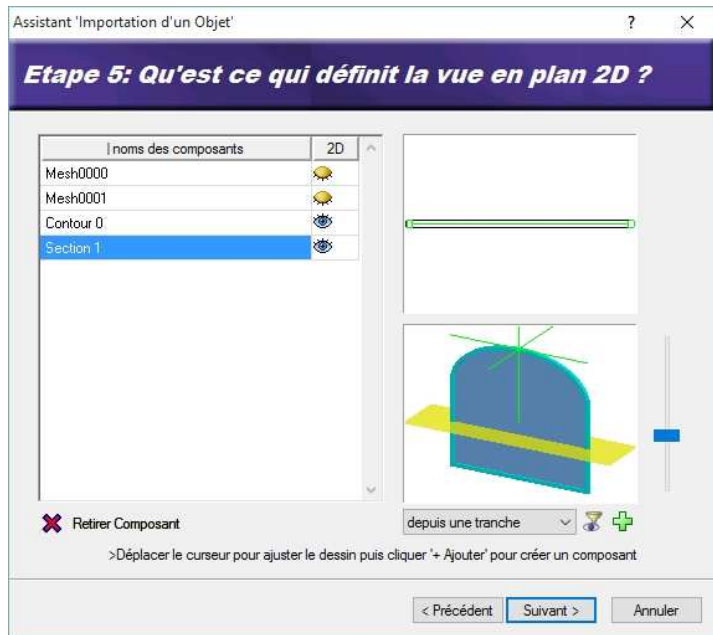 Assistant 'Importation d'un Objet'
?
Etape 5: Qu'est ce qui définit la vue en plan 2D ?
noms des composants
2D
Mesh0000
Mesh0001
Contour 0
Section 1
Retirer Composant
depuis une tranche
>Déplacer le curseur pour ajuster le dessin puis cliquer '+ Ajouter' pour créer un composant
< Précédent
Suivant >
Annuler